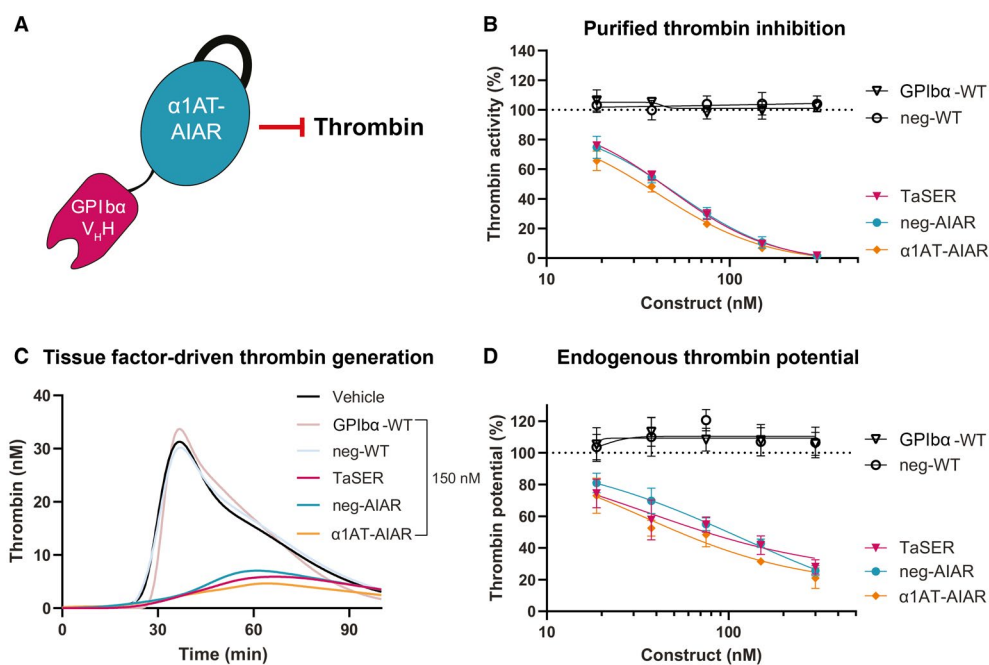 A
α1AT-
AIAR
Thrombin
GPIbα
VHH
B
Purified thrombin inhibition
Thrombin activity (%)
140
120
100
80
60
40
20
0
10
100
Construct (nM)
GPIbα-WT
neg-WT
TaSER
neg-AIAR
α1AT-AIAR
C
Tissue factor-driven thrombin generation
Thrombin (nM)
40
30
20
10
0
0
30
60
90
Time (min)
Vehicle
GPIbα-WT
neg-WT
TaSER
neg-AIAR
α1AT-AIAR
150 nM
D
Endogenous thrombin potential
Thrombin potential (%)
120
100
80
60
40
20
0
10
100
Construct (nM)
GPIbα-WT
neg-WT
TaSER
neg-AIAR
α1AT-AIAR